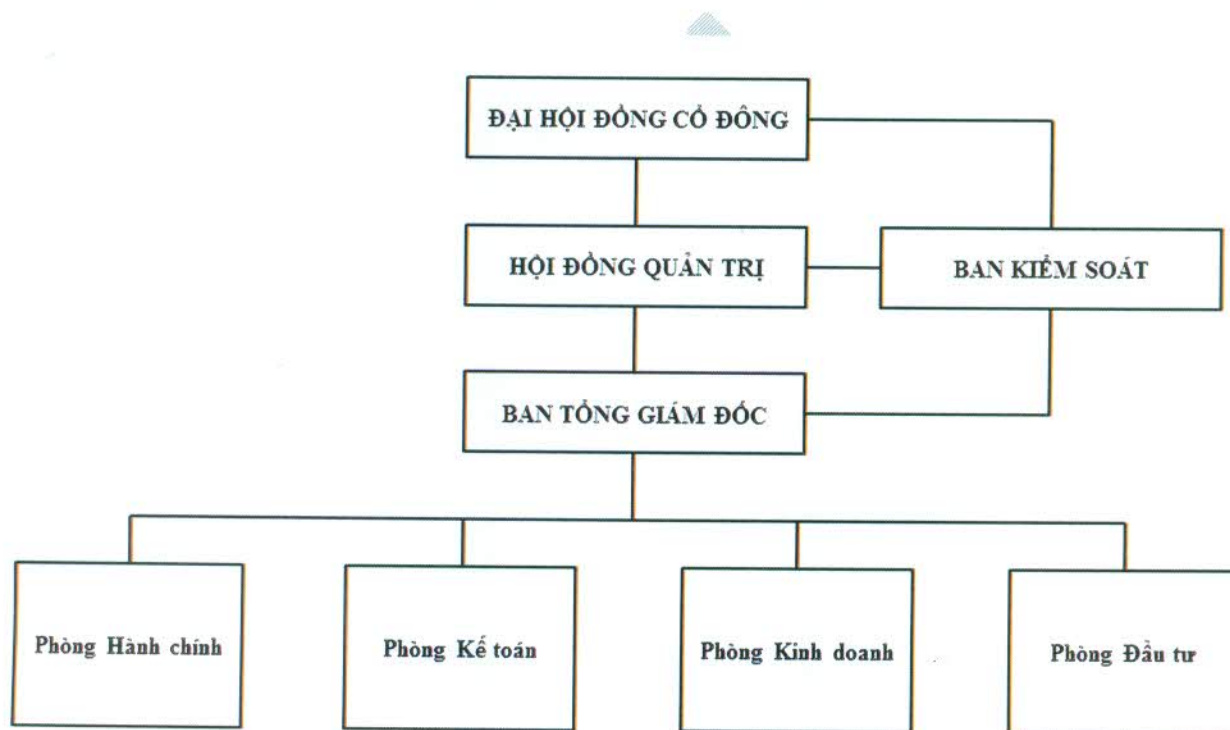 ĐẠI HỘI ĐỒNG CỔ ĐÔNG
HỘI ĐỒNG QUẢN TRỊ
BAN KIỂM SOÁT
BAN TỔNG GIÁM ĐỐC
Phòng Hành chính
Phòng Kế toán
Phòng Kinh doanh
Phòng Đầu tư